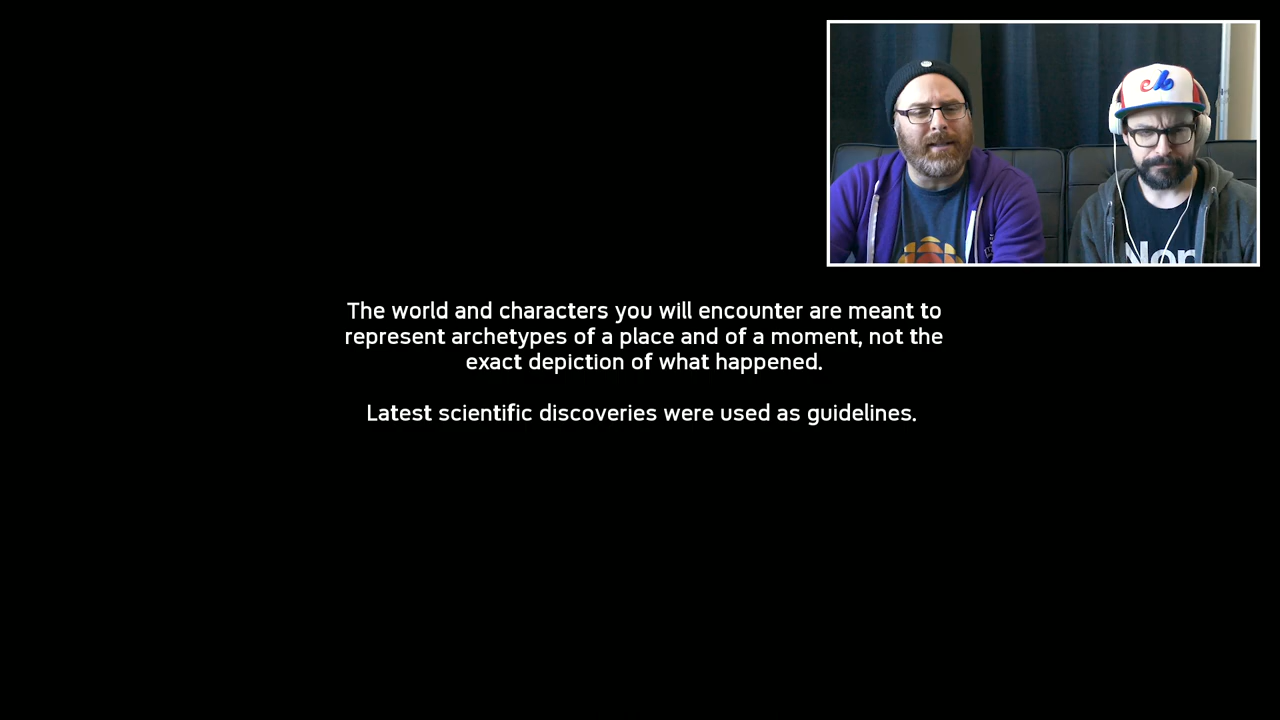 The world and characters you will encounter are meant to
represent archetypes of a place and of a moment, not the
exact depiction of what happened.
Latest scientific discoveries were used as guidelines.